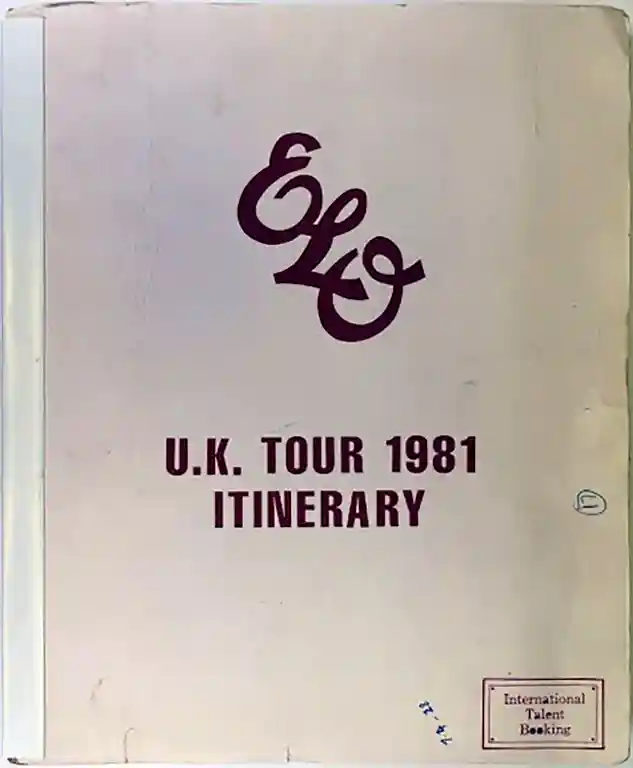 ELO
U.K. TOUR 1981
ITINERARY
International
Talent
Booking